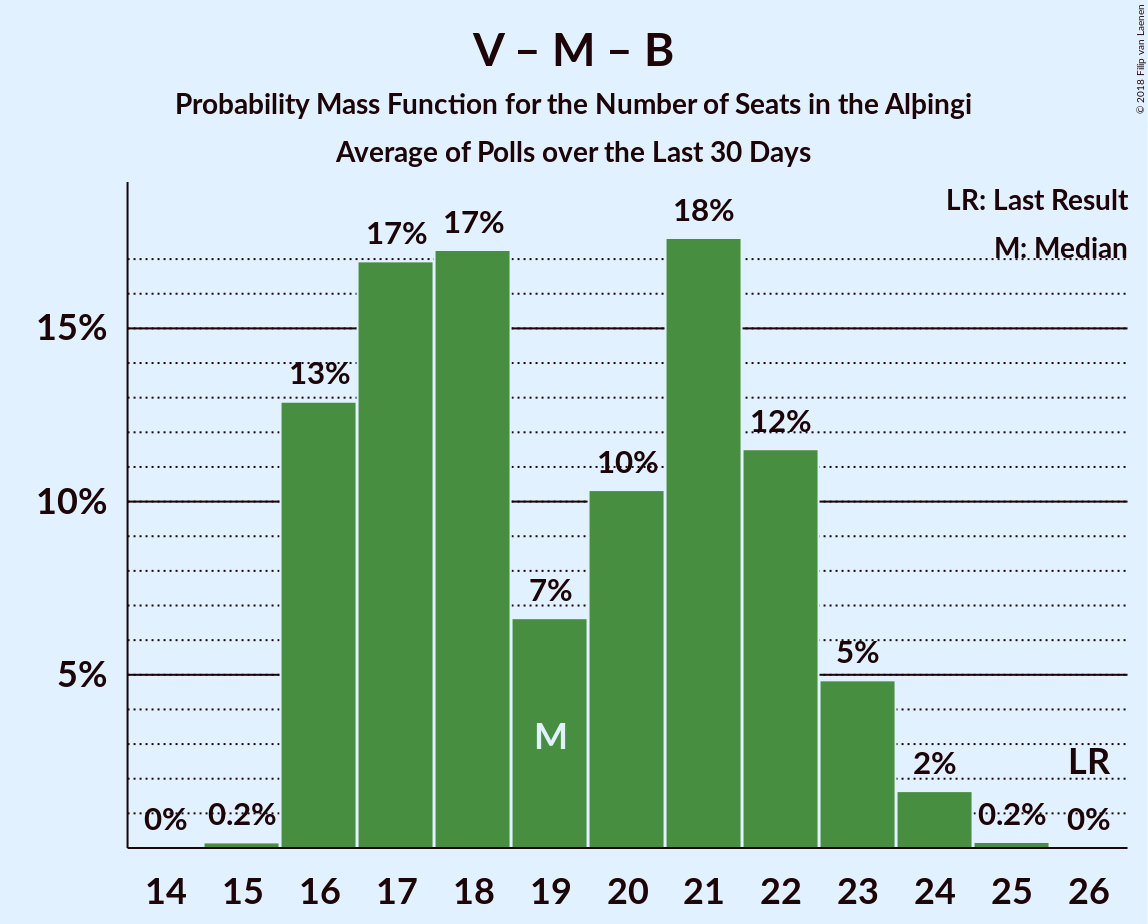 V – M – B
Probability Mass Function for the Number of Seats in the Alþingi
Average of Polls over the Last 30 Days
© 2018 Filip van Laenen
LR: Last Result
M: Median
15%
10%
5%
0%
0.2%
13%
17%
17%
7%
10%
18%
12%
5%
2%
0.2%
0%
M
LR
14 15 16 17 18 19 20 21 22 23 24 25 26